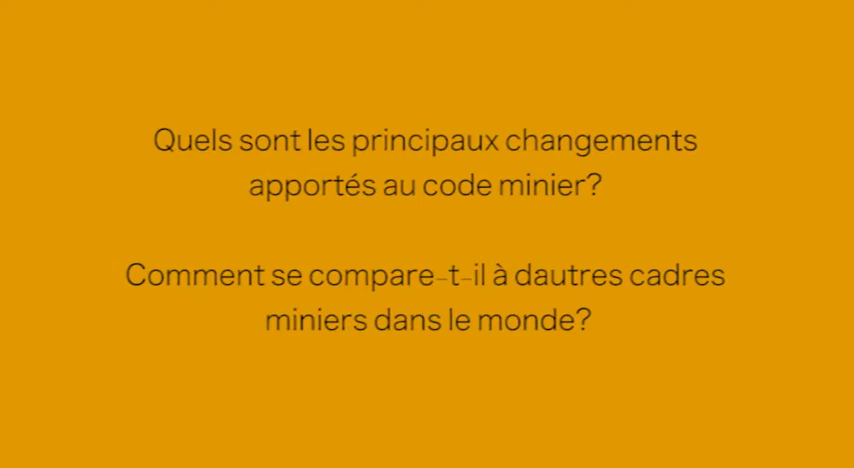 Quels sont les principaux changements
apportés au code minier?
Comment se compare-t-il à dautres cadres
miniers dans le monde?